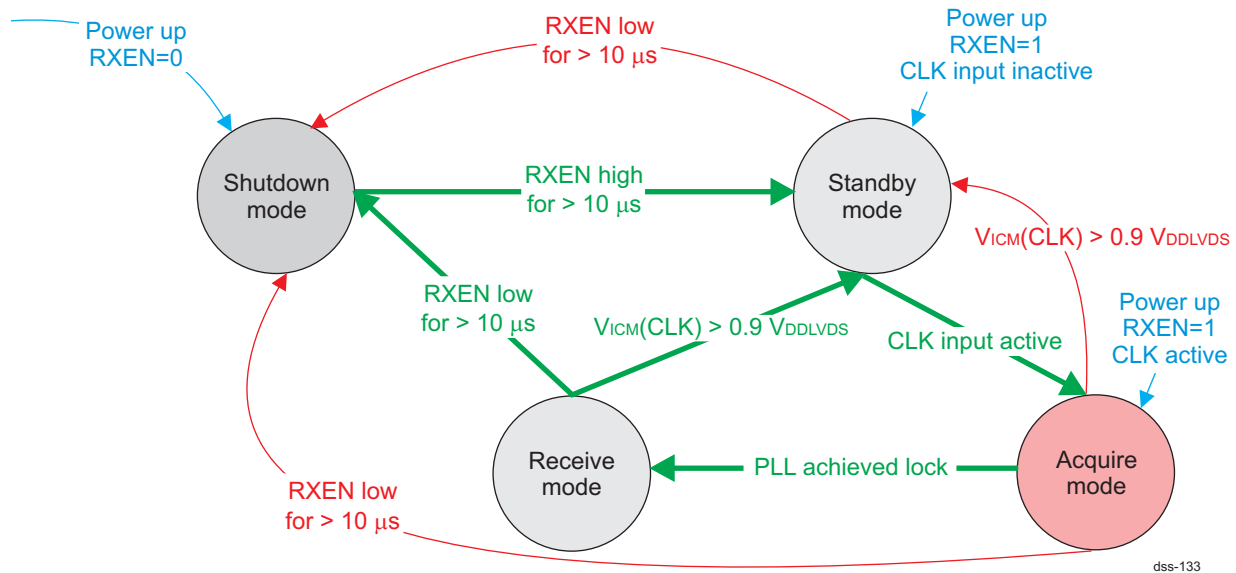 Power up
RXEN=0
RXEN low
for > 10 μs
Power up
RXEN=1
CLK input inactive
Shutdown
mode
RXEN high
for > 10 μs
Standby
mode
VICM(CLK) > 0.9 VDDLVDS
RXEN low
for > 10 μs
VICM(CLK) > 0.9 VDDLVDS
CLK input active
Power up
RXEN=1
CLK active
Receive
mode
PLL achieved lock
Acquire
mode
RXEN low
for > 10 μs
dss-133